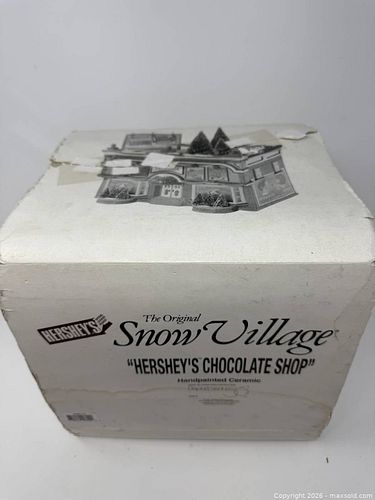 HERSHEY'S
The Original
Snow Village
"HERSHEY'S CHOCOLATE SHOP"
Handpainted Ceramic
Copyright 2026 - maxsold.com